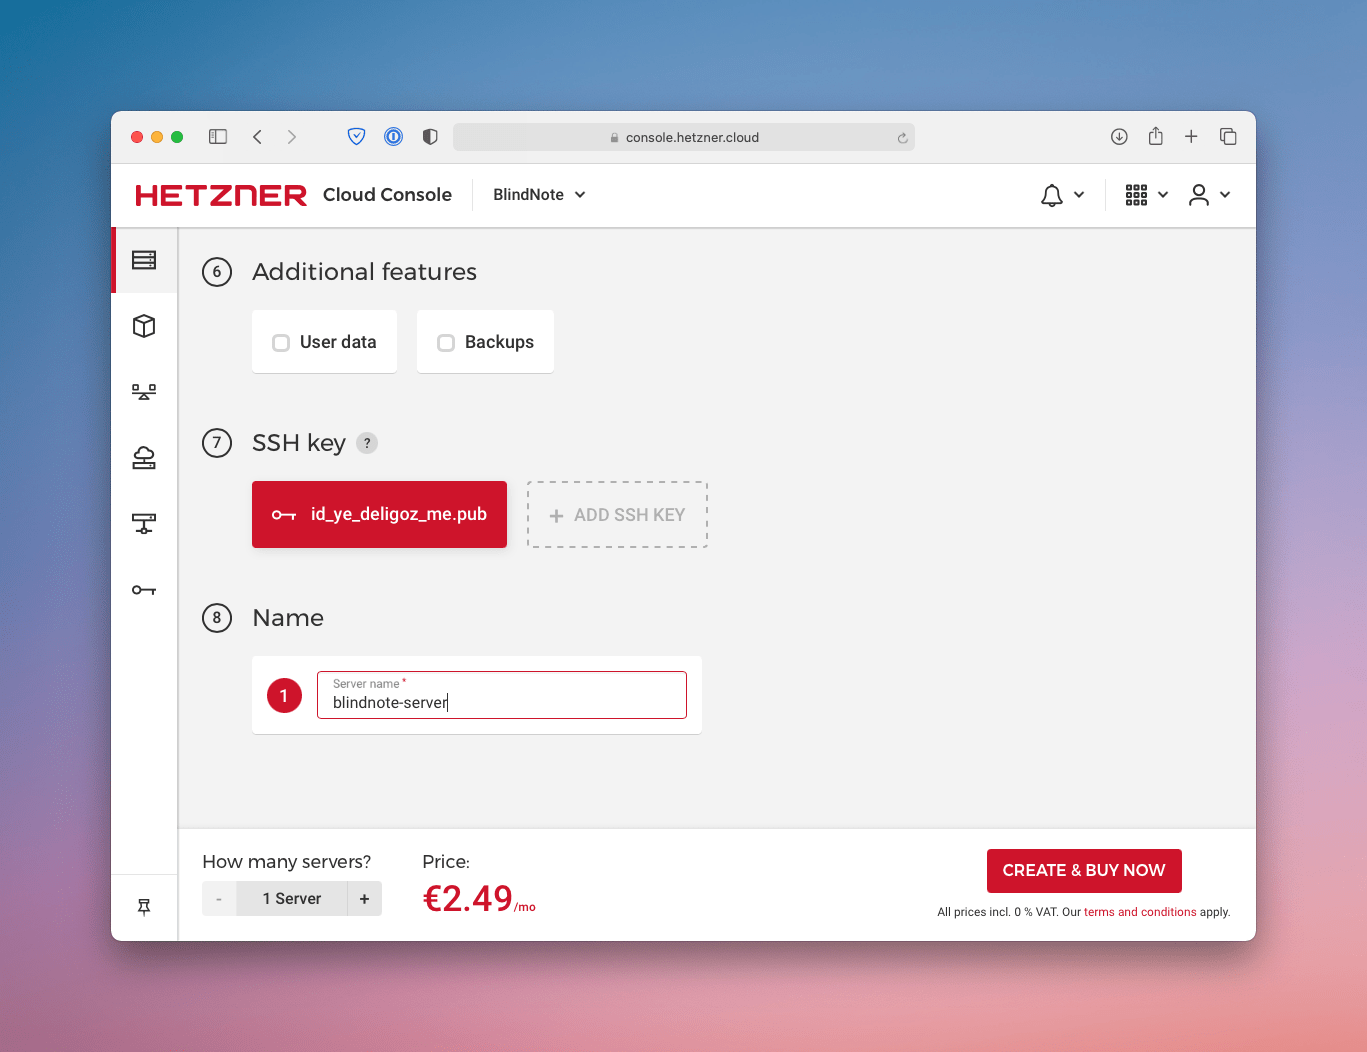 console.hetzner.cloud
HETZNER Cloud Console BlindNote
6 Additional features
User data Backups
7 SSH key ?
id_ye_deligoz_me.pub + ADD SSH KEY
8 Name
Server name *
1 blindnote-server
How many servers? Price:
- 1 Server + €2.49/mo
CREATE & BUY NOW
All prices incl. 0 % VAT. Our terms and conditions apply.